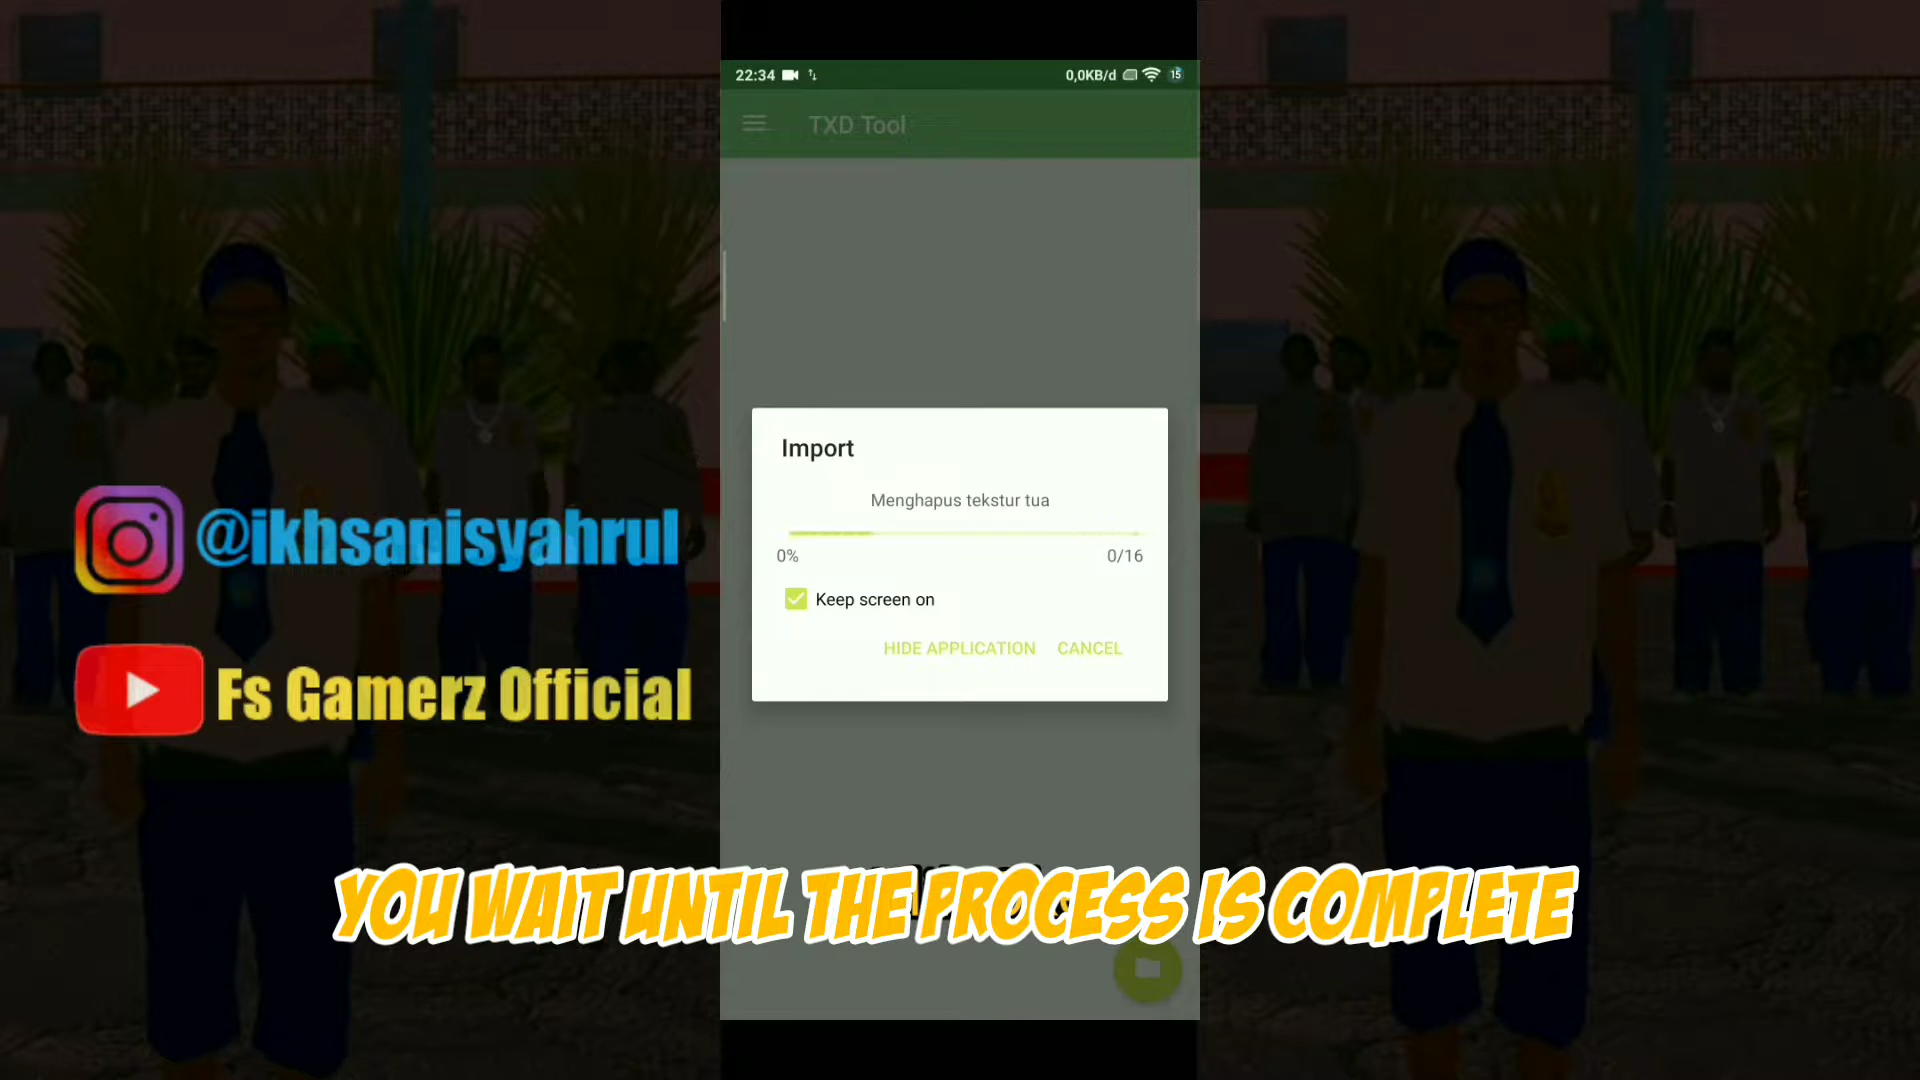 22:34
0,0KB/d
15
TXD Tool
Import
Menghapus tekstur tua
0%
0/16
Keep screen on
HIDE APPLICATION
CANCEL
@ikhsanisyahrul
Fs Gamerz Official
YOU WAIT UNTIL THE PROCESS IS COMPLETE